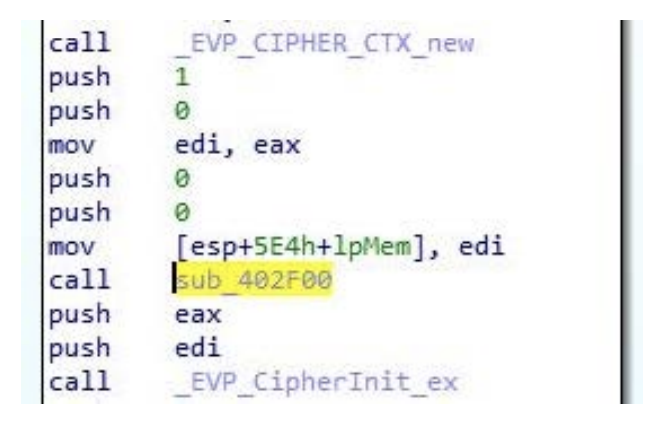 call _EVP_CIPHER_CTX_new
push 1
push 0
mov edi, eax
push 0
push 0
mov [esp+5E4h+lpMem], edi
call sub_402F00
push eax
push edi
call _EVP_CipherInit_ex